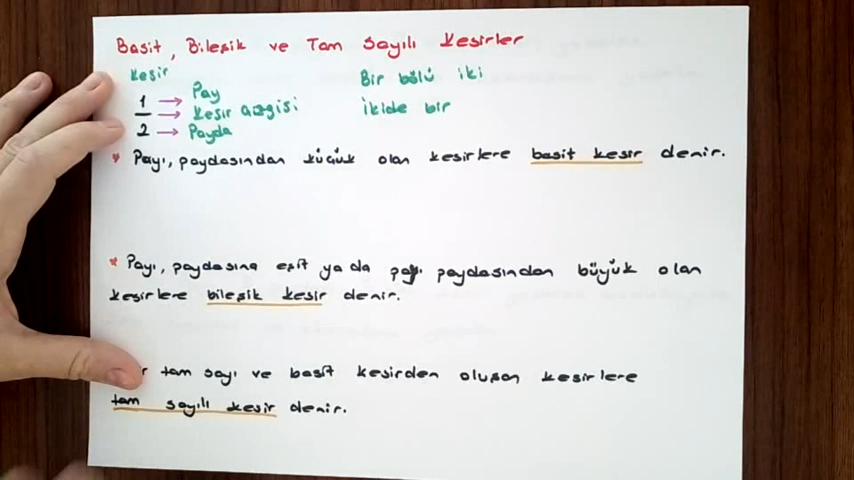 Basit, Bileşik ve Tam Sayılı Kesirler
Kesir
Bir bölü iki
1 → Pay
— → Kesir çizgisi
ikide bir
2 → Payda
* Payı, paydasından küçük olan kesirlere basit kesir denir.
* Payı, paydasına eşit ya da payı paydasından büyük olan
kesirlere bileşik kesir denir.
tam sayı ve basit kesirden oluşan kesirlere
tam sayılı kesir denir.